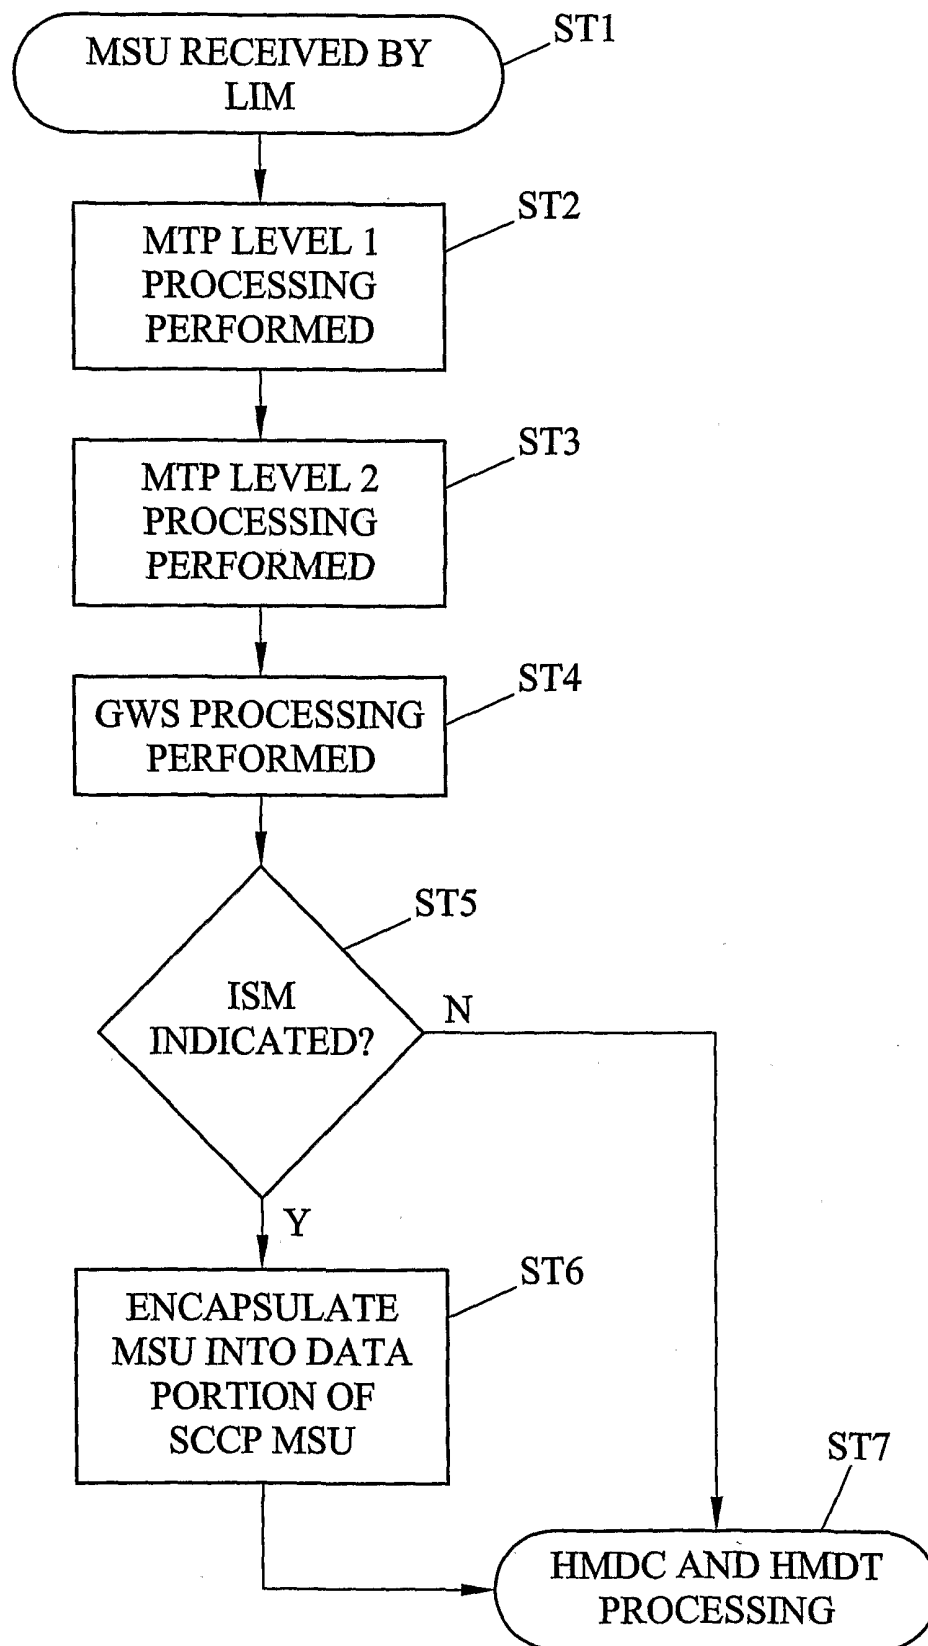 MSU RECEIVED BY
LIM
ST1
MTP LEVEL 1
PROCESSING
PERFORMED
ST2
MTP LEVEL 2
PROCESSING
PERFORMED
ST3
GWS PROCESSING
PERFORMED
ST4
ISM
INDICATED?
ST5
N
Y
ENCAPSULATE
MSU INTO DATA
PORTION OF
SCCP MSU
ST6
ST7
HMDC AND HMDT
PROCESSING